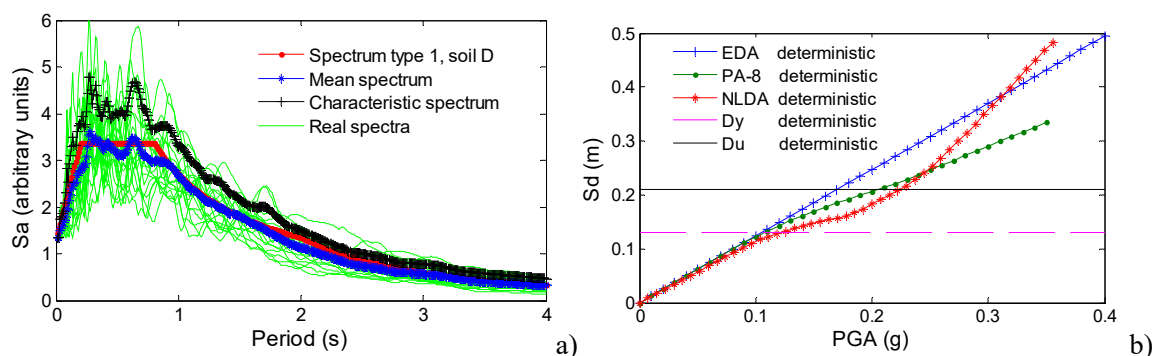 6
5
4
3
2
1
0
Sa (arbitrary units)
Spectrum type 1, soil D
Mean spectrum
Characteristic spectrum
Real spectra
0 1 2 3 4
Period (s)
a)
0.5
0.4
0.3
0.2
0.1
0
Sd (m)
EDA deterministic
PA-8 deterministic
NLDA deterministic
Dy deterministic
Du deterministic
0 0.1 0.2 0.3 0.4
PGA (g)
b)